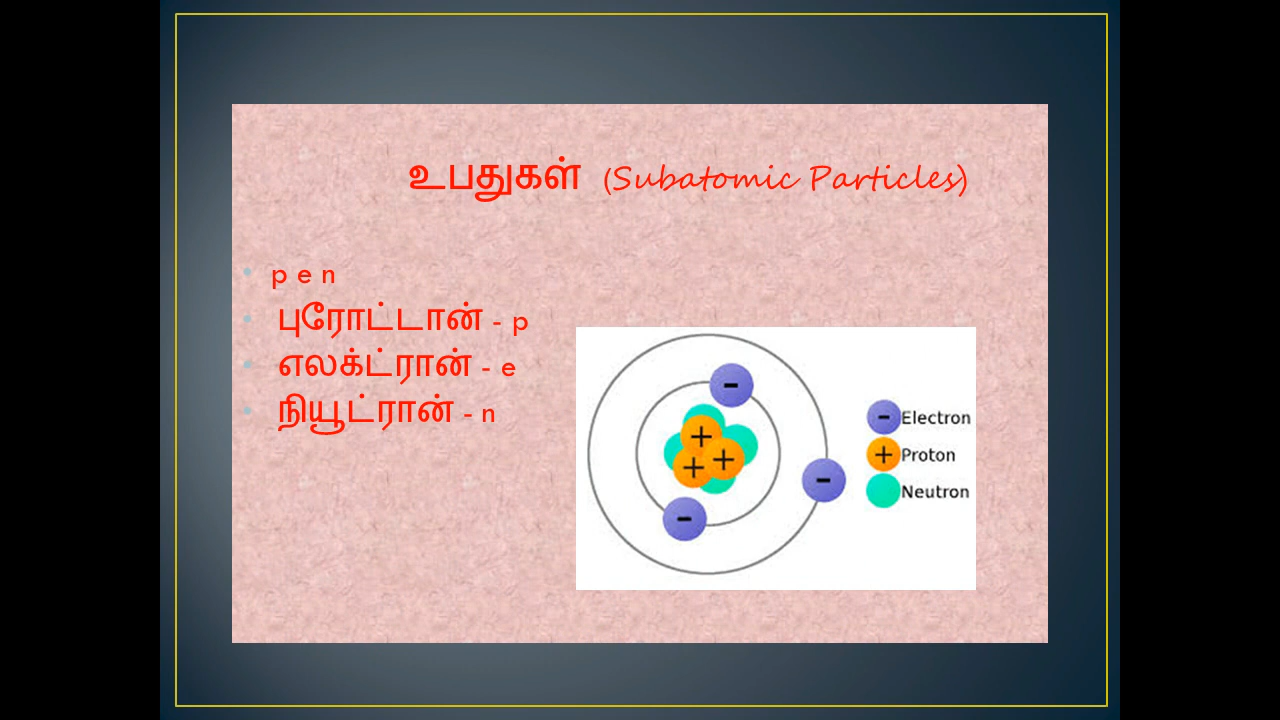 உபதுகள் (Subatomic Particles)
• p e n
• புரோட்டான் - p
• எலக்ட்ரான் - e
• நியூட்ரான் - n
- Electron
+ Proton
Neutron
+
+
+
-
-
-